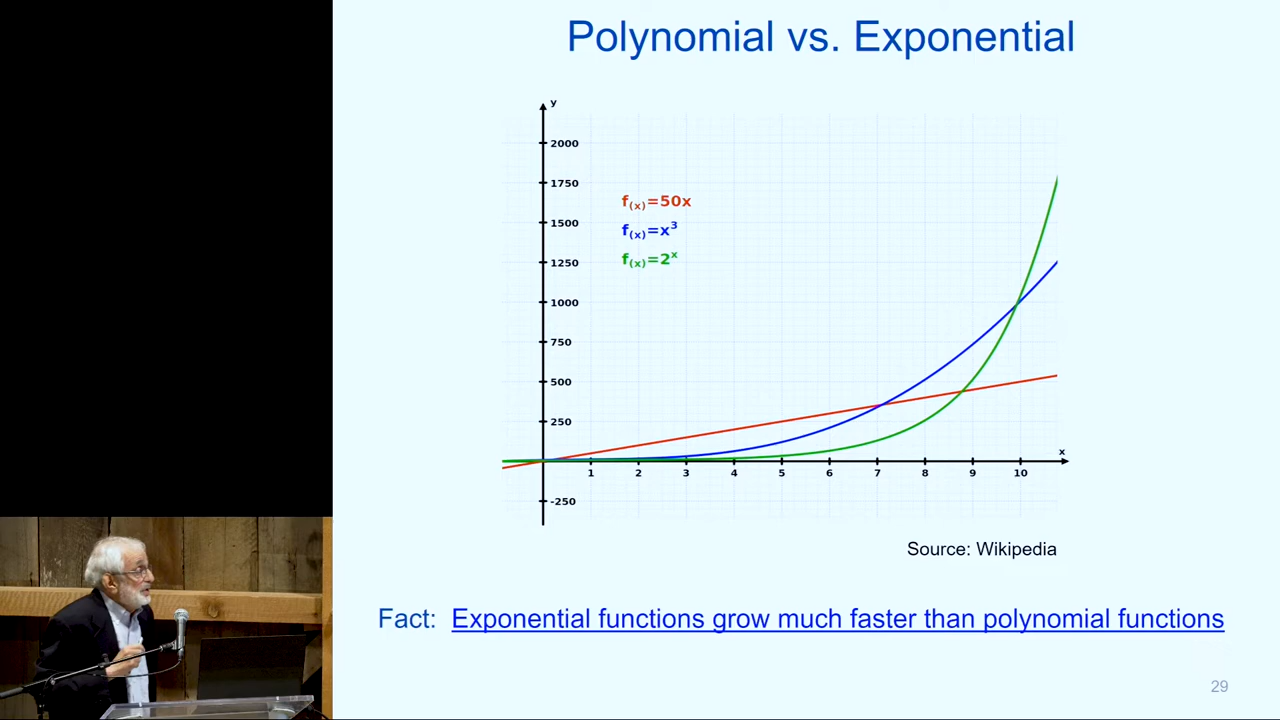 Polynomial vs. Exponential
y
2000
1750
1500
1250
1000
750
500
250
-250
f(x)=50x
f(x)=x³
f(x)=2ˣ
x
1 2 3 4 5 6 7 8 9 10
Source: Wikipedia
Fact: Exponential functions grow much faster than polynomial functions
29